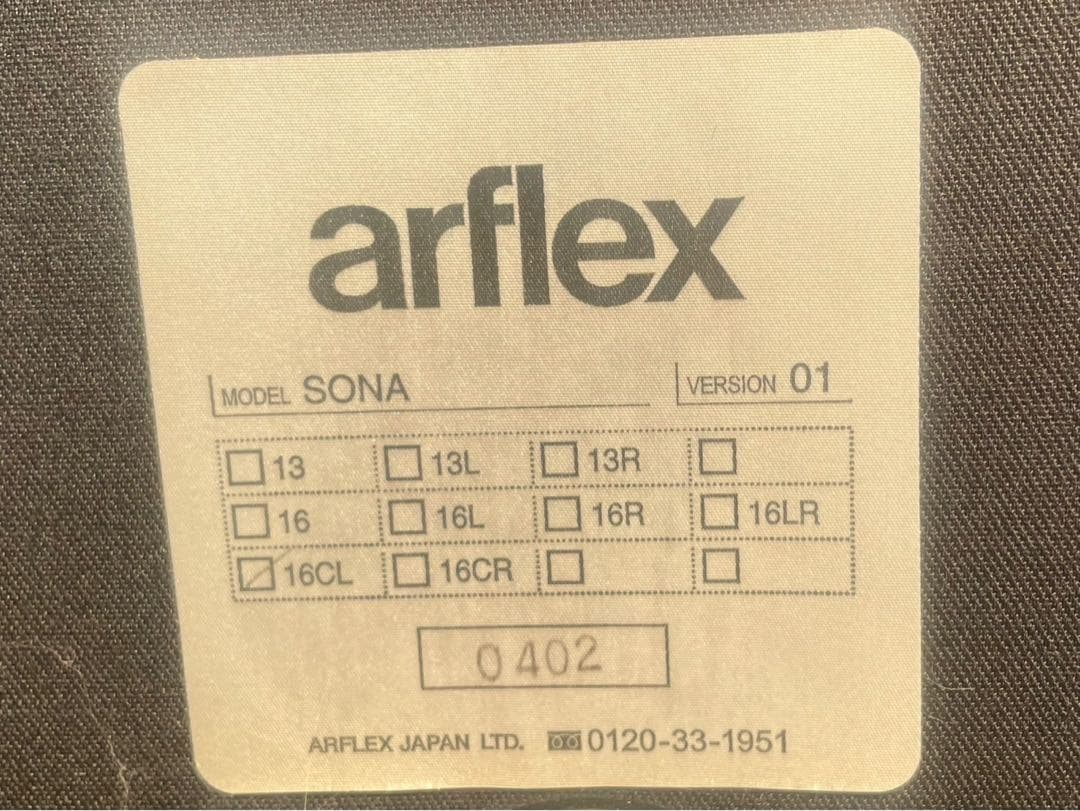 arflex
MODEL SONA VERSION 01
13 13L 13R
16 16L 16R 16LR
16CL 16CR
0402
ARFLEX JAPAN LTD. 0120-33-1951